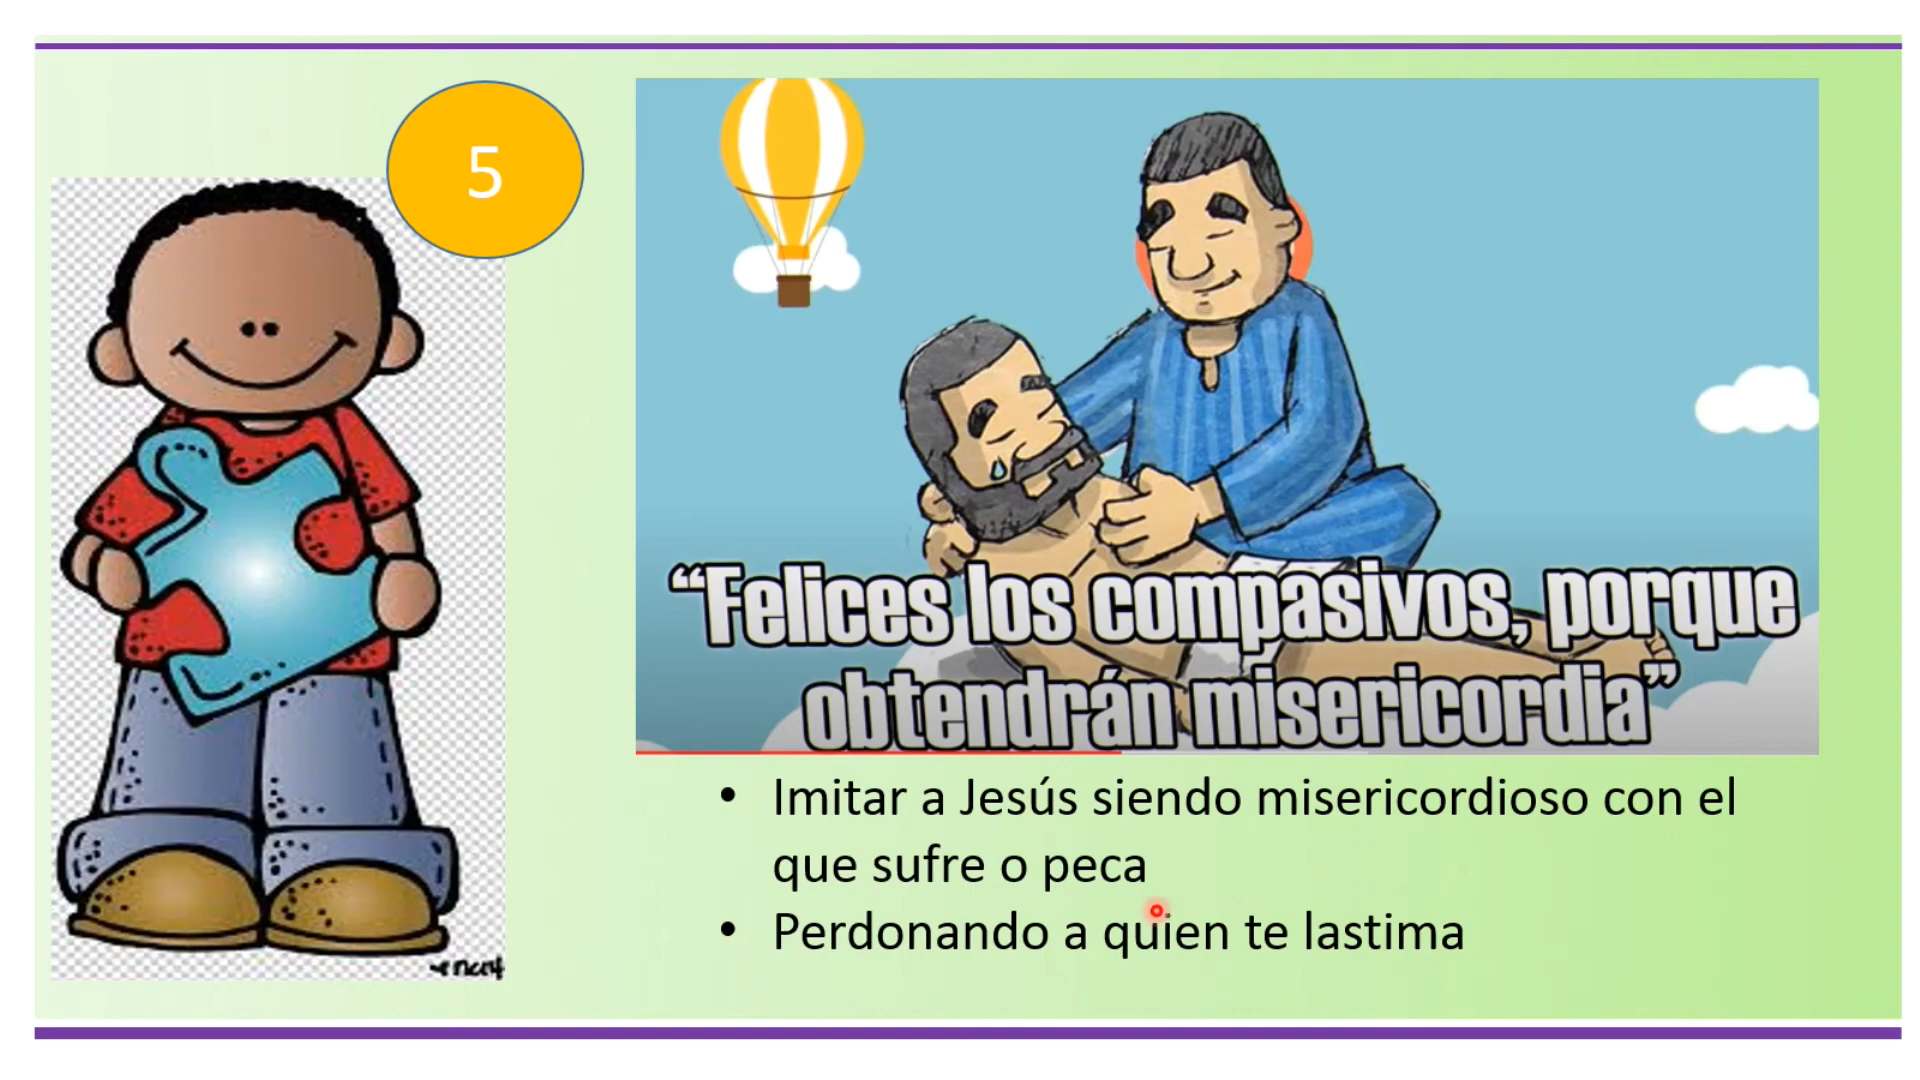 5
“Felices los compasivos, porque
obtendrán misericordia”
• Imitar a Jesús siendo misericordioso con el
que sufre o peca
• Perdonando a quien te lastima